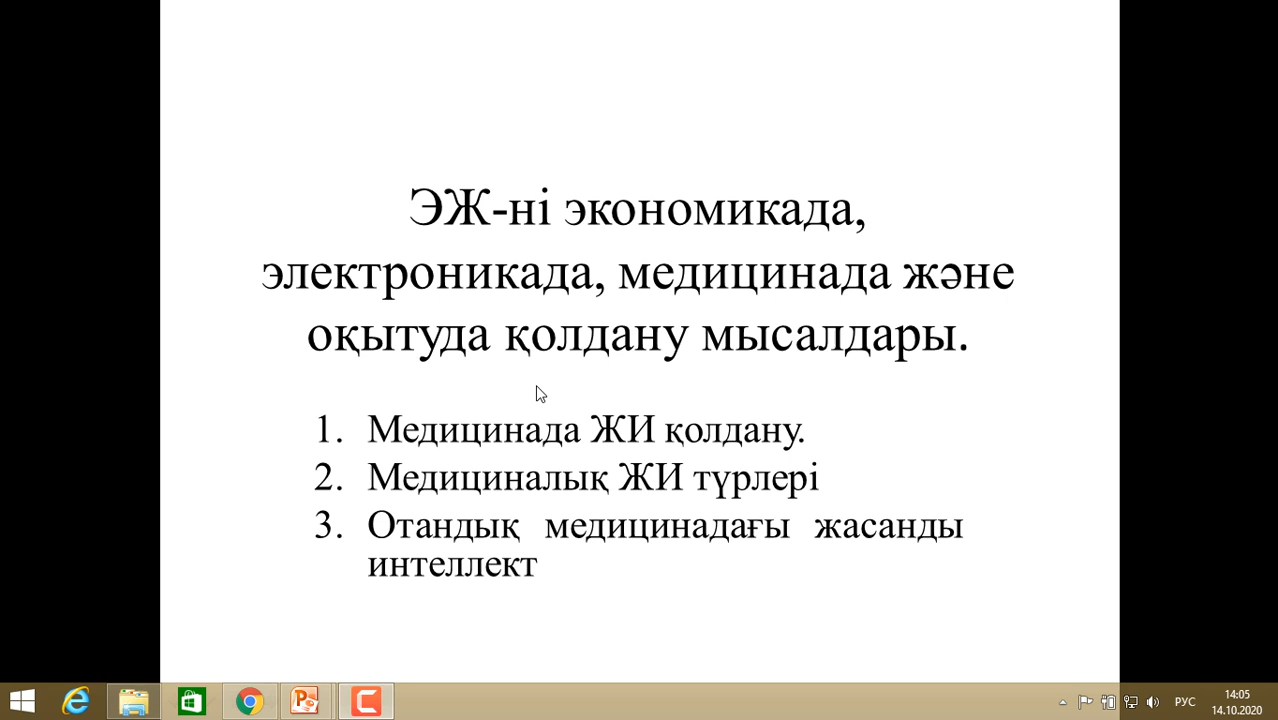 ЭЖ-ні экономикада,
электроникада, медицинада және
оқытуда қолдану мысалдары.
1. Медицинада ЖИ қолдану.
2. Медициналық ЖИ түрлері
3. Отандық медицинадағы жасанды
интеллект
РУС
14:05
14.10.2020